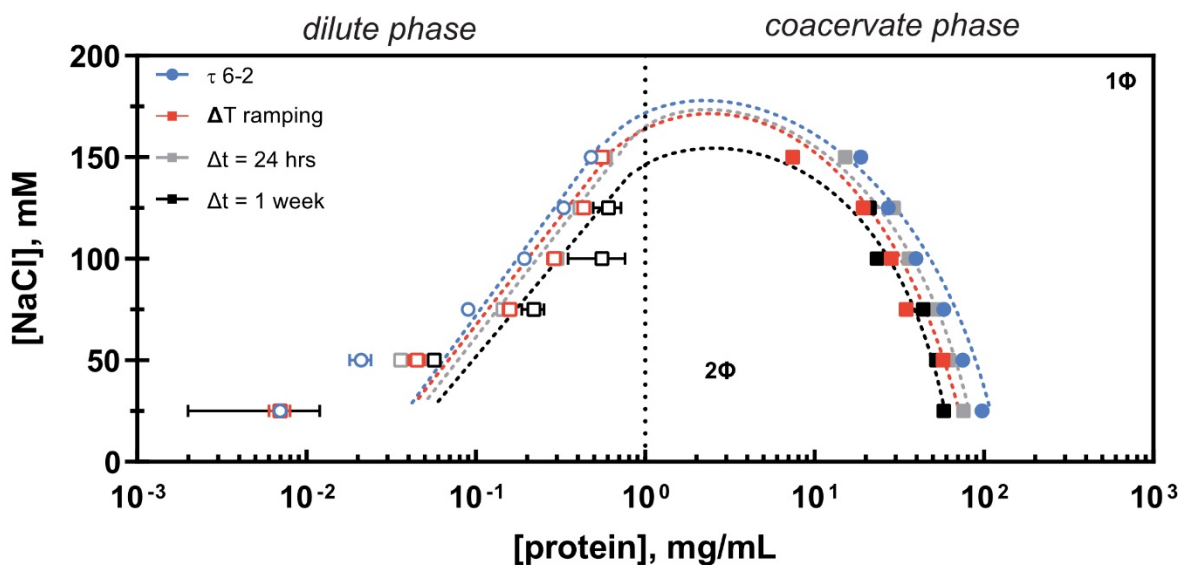 dilute phase
coacervate phase
200
150
100
50
0
[NaCl], mM
τ 6-2
ΔT ramping
Δt = 24 hrs
Δt = 1 week
1Φ
2Φ
10⁻³
10⁻²
10⁻¹
10⁰
10¹
10²
10³
[protein], mg/mL